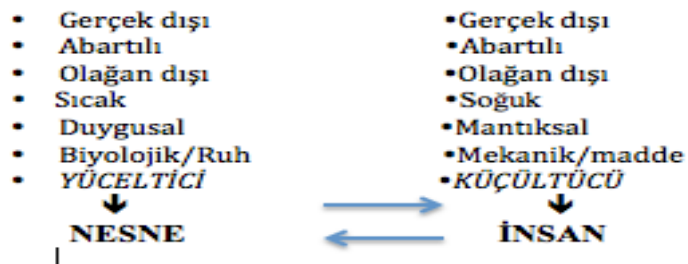 • Gerçek dışı
• Abartılı
• Olağan dışı
• Sıcak
• Duygusal
• Biyolojik/Ruh
• YÜCELTİCİ
NESNE
•Gerçek dışı
•Abartılı
•Olağan dışı
•Soğuk
•Mantıksal
•Mekanik/madde
•KÜÇÜLTÜCÜ
İNSAN